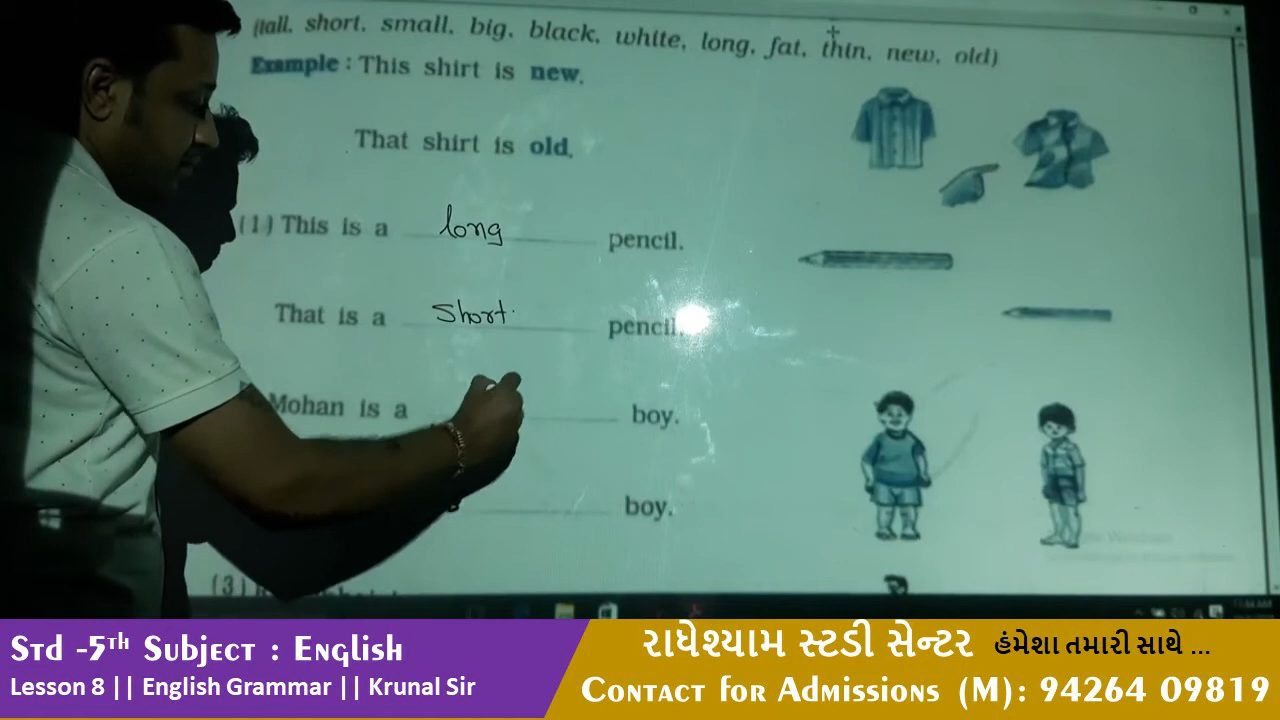 (tall, short, small, big, black, white, long, fat, thin, new, old)
Example : This shirt is new.
That shirt is old.
(1) This is a long pencil.
That is a short pencil.
Mohan is a boy.
boy.
(3)
Std -5th Subject : English
Lesson 8 || English Grammar || Krunal Sir
રાધેશ્યામ સ્ટડી સેન્ટર હંમેશા તમારી સાથે ...
Contact for Admissions (M): 94264 09819